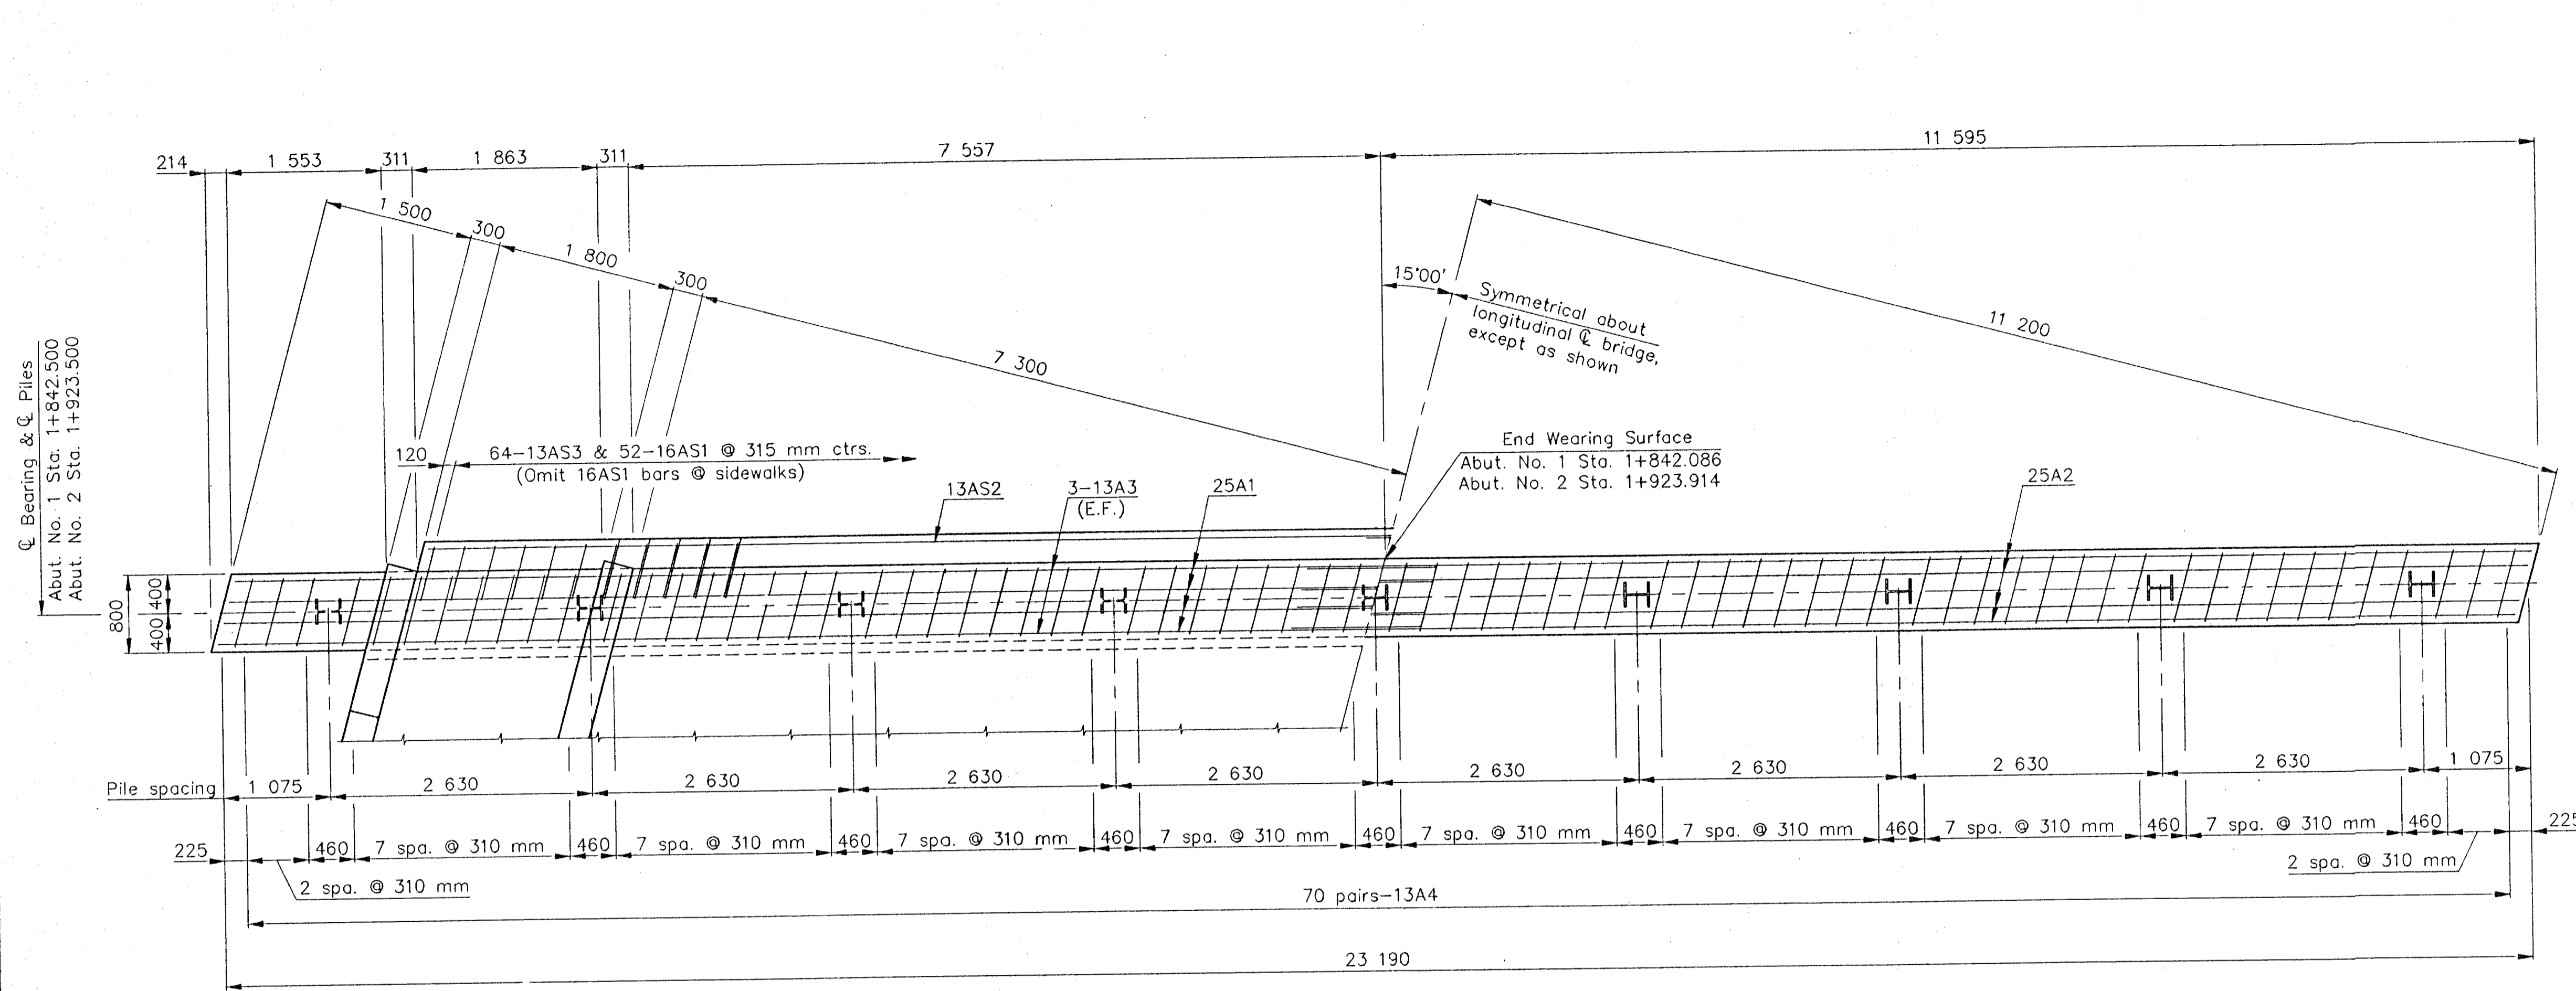 214
1 553
311
1 863
311
7 557
11 595
1 500
300
1 800
300
7 300
15°00'
Symmetrical about
longitudinal ℄ bridge,
except as shown
11 200
℄ Bearing & ℄ Piles
Abut. No. 1 Sta. 1+842.500
Abut. No. 2 Sta. 1+923.500
120
64-13AS3 & 52-16AS1 @ 315 mm ctrs.
(Omit 16AS1 bars @ sidewalks)
13AS2
3-13A3
(E.F.)
25A1
End Wearing Surface
Abut. No. 1 Sta. 1+842.086
Abut. No. 2 Sta. 1+923.914
25A2
800
400
400
Pile spacing
1 075
2 630
2 630
2 630
2 630
2 630
2 630
2 630
2 630
1 075
225
460
7 spa. @ 310 mm
460
7 spa. @ 310 mm
460
7 spa. @ 310 mm
460
7 spa. @ 310 mm
460
7 spa. @ 310 mm
460
7 spa. @ 310 mm
460
7 spa. @ 310 mm
460
7 spa. @ 310 mm
460
225
2 spa. @ 310 mm
2 spa. @ 310 mm
70 pairs-13A4
23 190